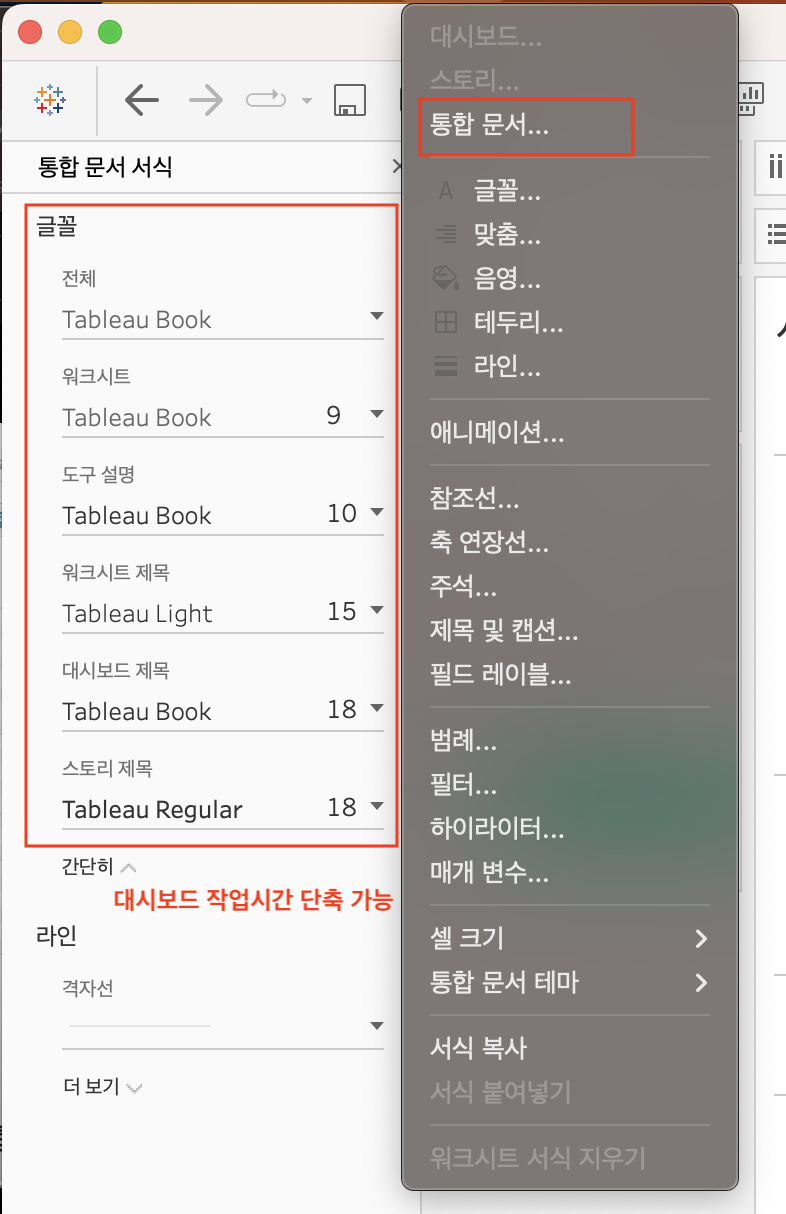 통합 문서 서식
글꼴
전체
Tableau Book
워크시트
Tableau Book 9
도구 설명
Tableau Book 10
워크시트 제목
Tableau Light 15
대시보드 제목
Tableau Book 18
스토리 제목
Tableau Regular 18
간단히
대시보드 작업시간 단축 가능
라인
격자선
더 보기
대시보드...
스토리...
통합 문서...
글꼴...
맞춤...
음영...
테두리...
라인...
애니메이션...
참조선...
축 연장선...
주석...
제목 및 캡션...
필드 레이블...
범례...
필터...
하이라이터...
매개 변수...
셀 크기
통합 문서 테마
서식 복사
서식 붙여넣기
워크시트 서식 지우기